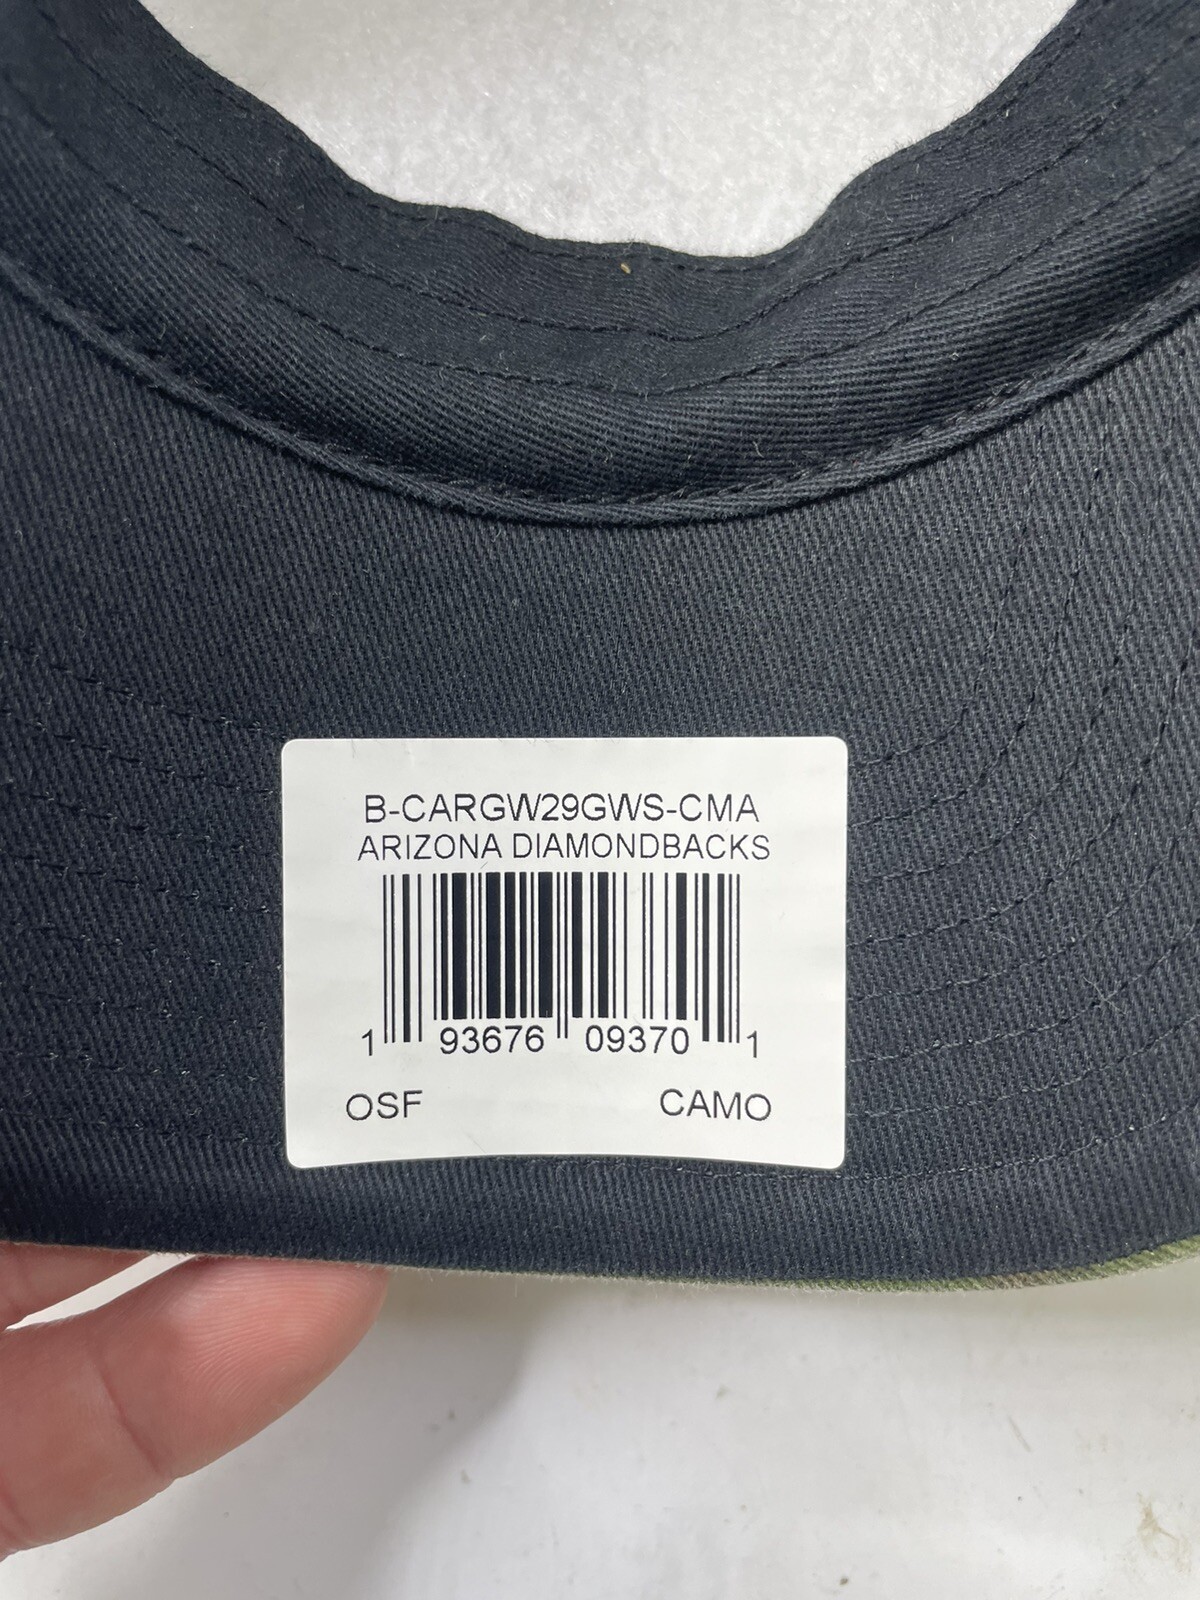 B-CARGW29GWS-CMA
ARIZONA DIAMONDBACKS
1 93676 09370 1
OSF CAMO